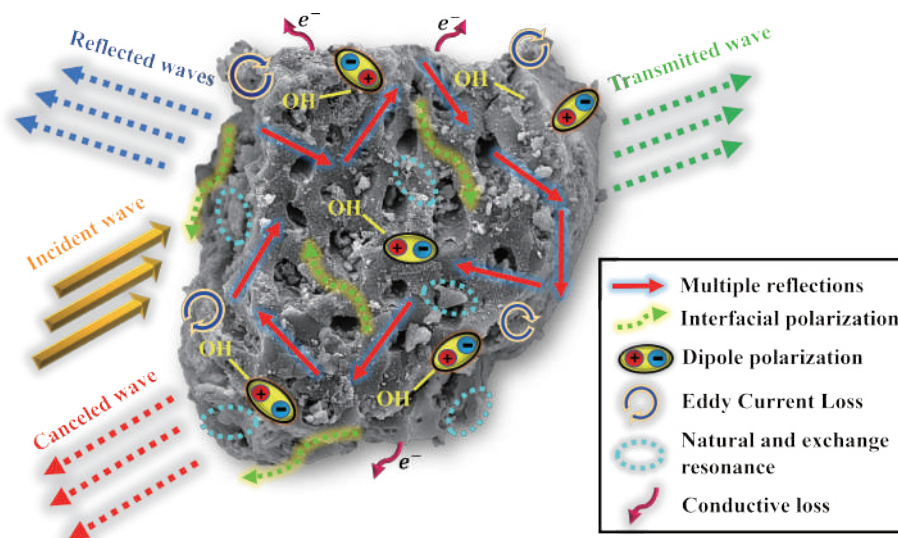 e⁻
e⁻
Reflected waves
Transmitted wave
OH
OH
OH
Incident wave
OH
OH
Canceled wave
e⁻
Multiple reflections
Interfacial polarization
Dipole polarization
Eddy Current Loss
Natural and exchange
resonance
Conductive loss